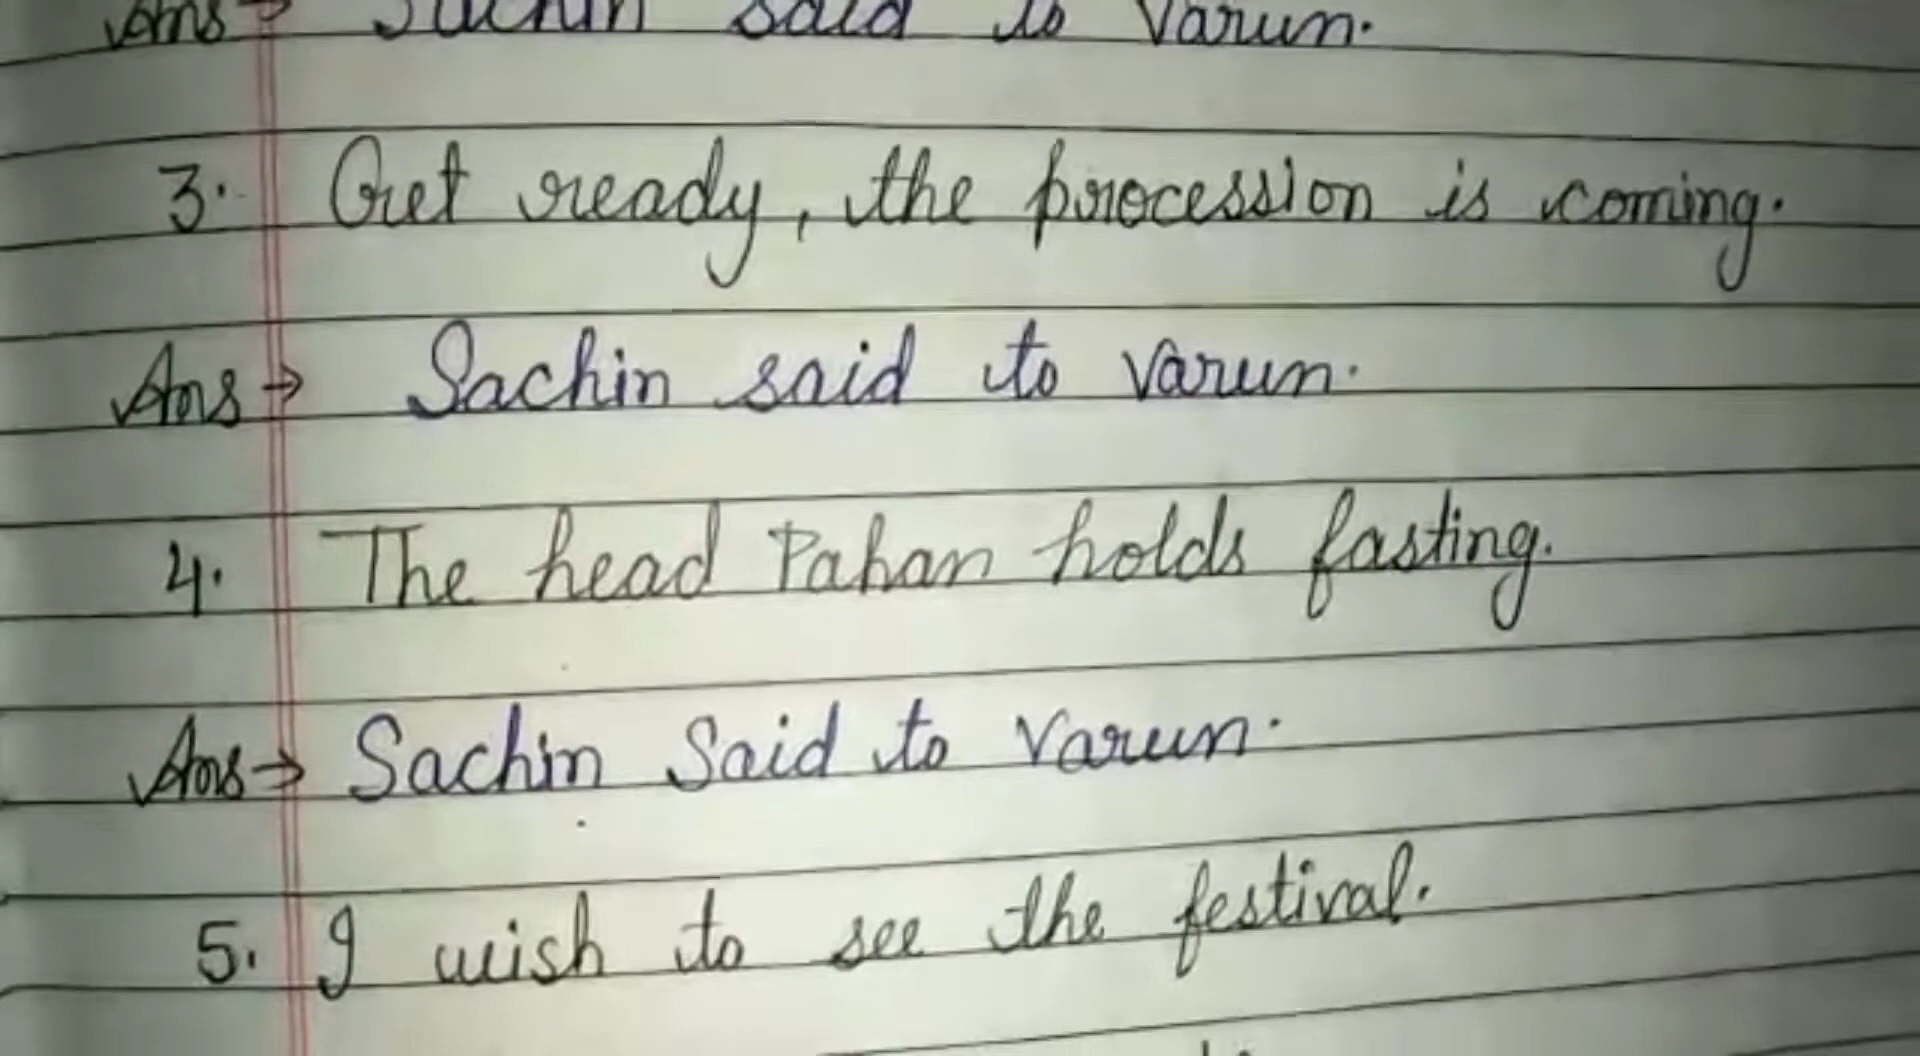 Ans → Sachin said to Varun.
3. Get ready, the procession is coming.
Ans → Sachin said to Varun.
4. The head Pahan holds fasting.
Ans → Sachin Said to Varun.
5. I wish to see the festival.